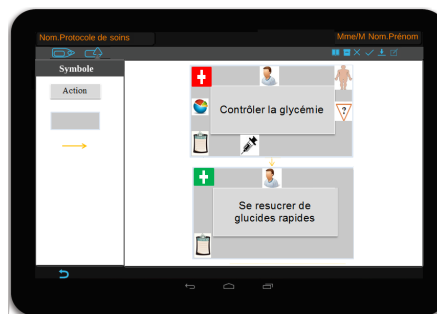 Nom.Protocole de soins
Mme/M Nom.Prénom
Symbole
Action
Contrôler la glycémie
?
Se resucrer de
glucides rapides